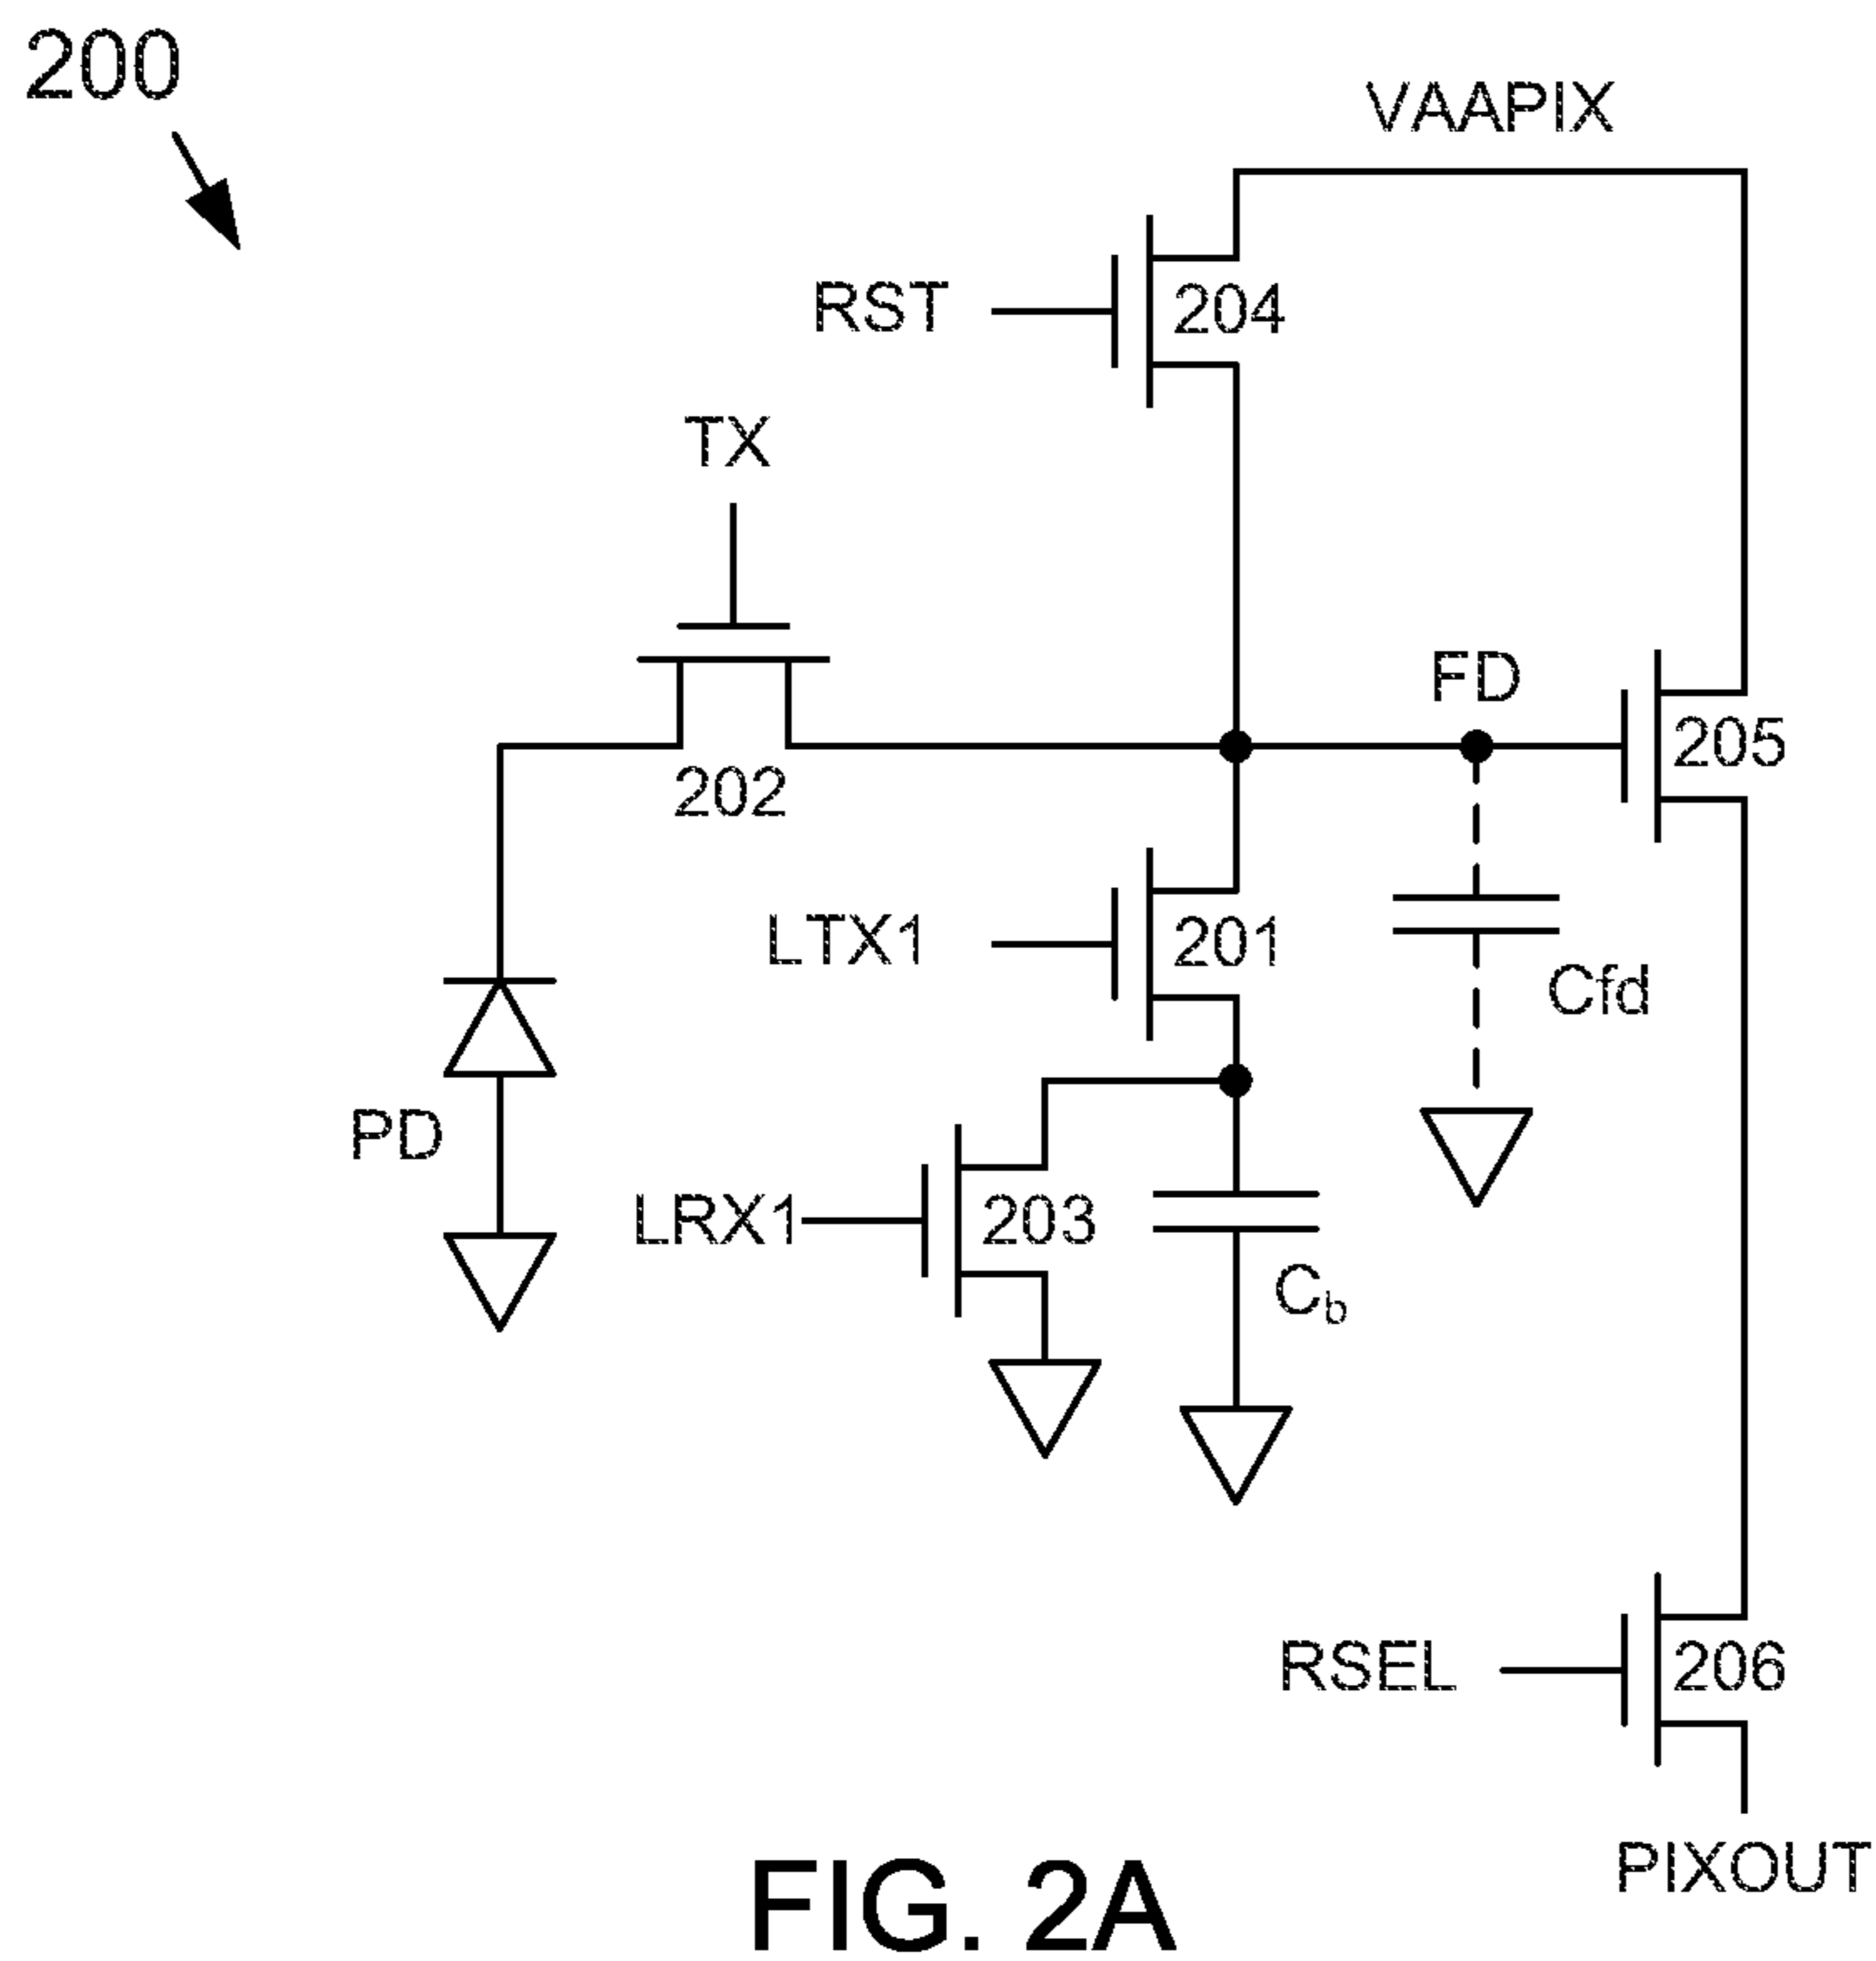 200
VAAPIX
RST
204
TX
FD
205
202
LTX1
201
Cfd
PD
LRX1
203
Cb
RSEL
206
PIXOUT
FIG. 2A